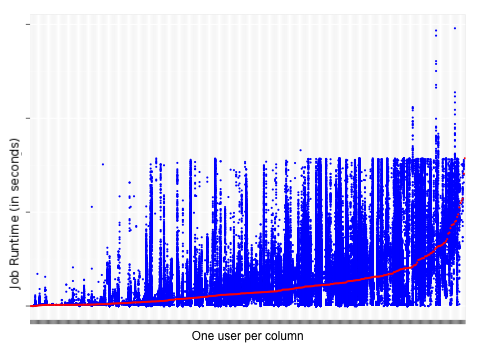 Job Runtime (in seconds)
One user per column